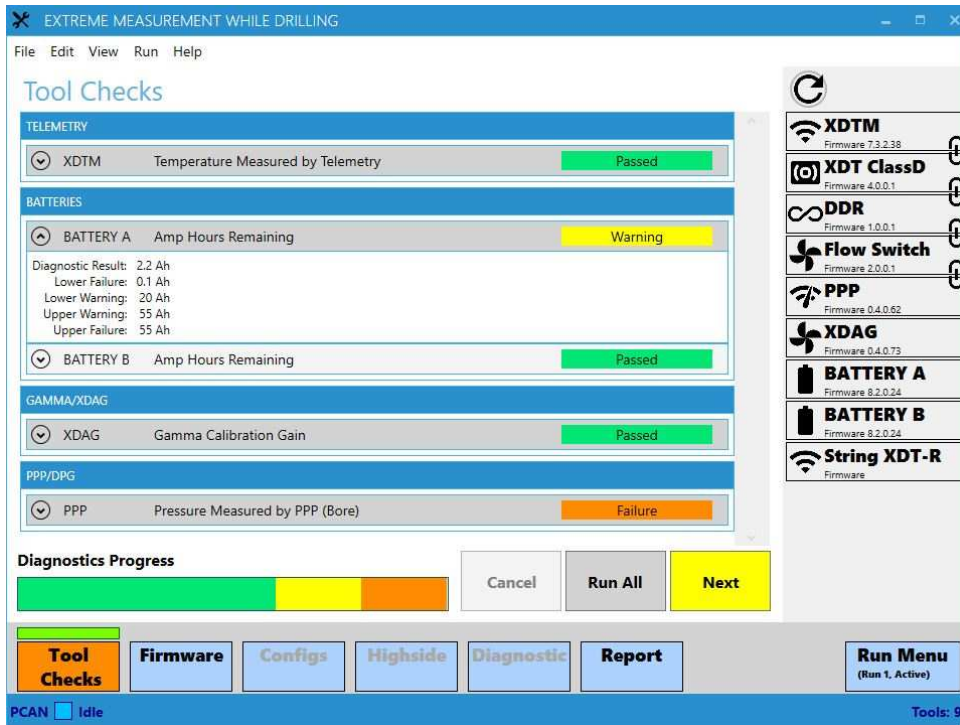 EXTREME MEASUREMENT WHILE DRILLING
File Edit View Run Help
Tool Checks
TELEMETRY
XDTM Temperature Measured by Telemetry Passed
BATTERIES
BATTERY A Amp Hours Remaining Warning
Diagnostic Result: 2.2 Ah
Lower Failure: 0.1 Ah
Lower Warning: 20 Ah
Upper Warning: 55 Ah
Upper Failure: 55 Ah
BATTERY B Amp Hours Remaining Passed
GAMMA/XDAG
XDAG Gamma Calibration Gain Passed
PPP/DPG
PPP Pressure Measured by PPP (Bore) Failure
Diagnostics Progress
Cancel Run All Next
XDTM
Firmware 7.3.2.38
XDT ClassD
Firmware 4.0.0.1
DDR
Firmware 1.0.0.1
Flow Switch
Firmware 2.0.0.1
PPP
Firmware 0.4.0.62
XDAG
Firmware 0.4.0.73
BATTERY A
Firmware 8.2.0.24
BATTERY B
Firmware 8.2.0.24
String XDT-R
Firmware
Tool Checks Firmware Configs Highside Diagnostic Report Run Menu
(Run 1, Active)
PCAN Idle Tools: 9